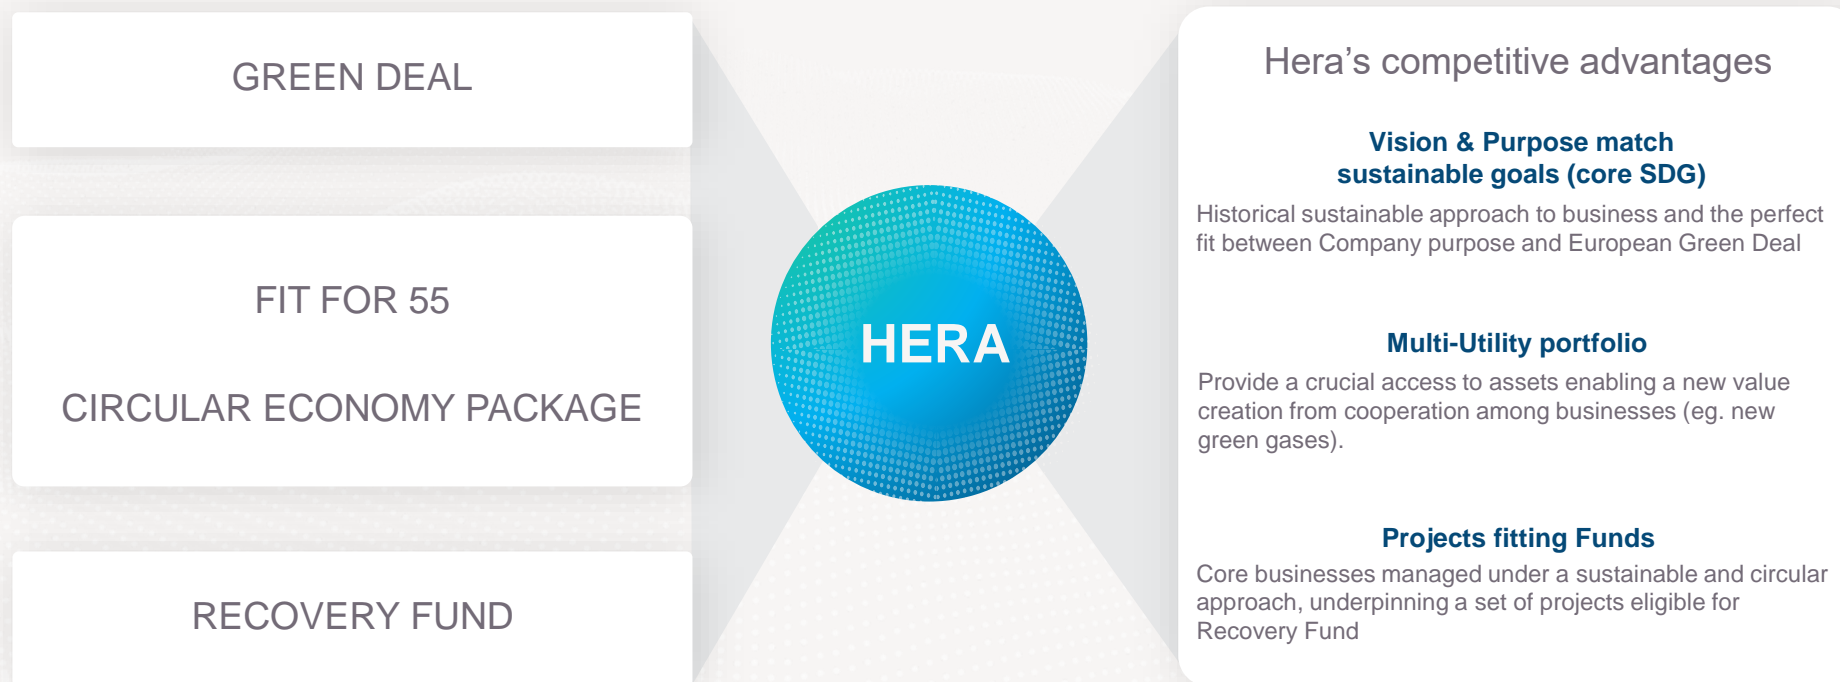 GREEN DEAL
FIT FOR 55
CIRCULAR ECONOMY PACKAGE
RECOVERY FUND
HERA
Hera’s competitive advantages
Vision & Purpose match
sustainable goals (core SDG)
Historical sustainable approach to business and the perfect
fit between Company purpose and European Green Deal
Multi-Utility portfolio
Provide a crucial access to assets enabling a new value
creation from cooperation among businesses (eg. new
green gases).
Projects fitting Funds
Core businesses managed under a sustainable and circular
approach, underpinning a set of projects eligible for
Recovery Fund